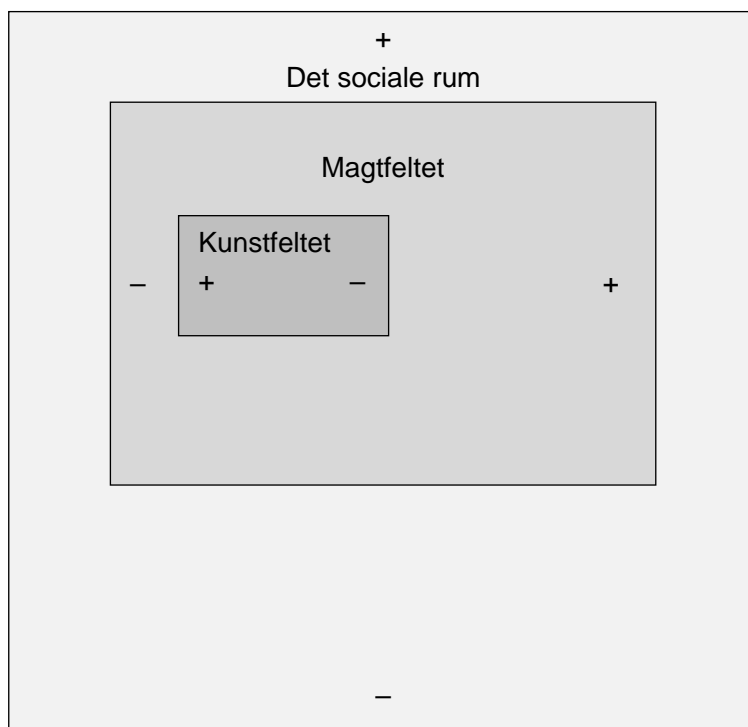 +
Det sociale rum
Magtfeltet
Kunstfeltet
– + – +
–